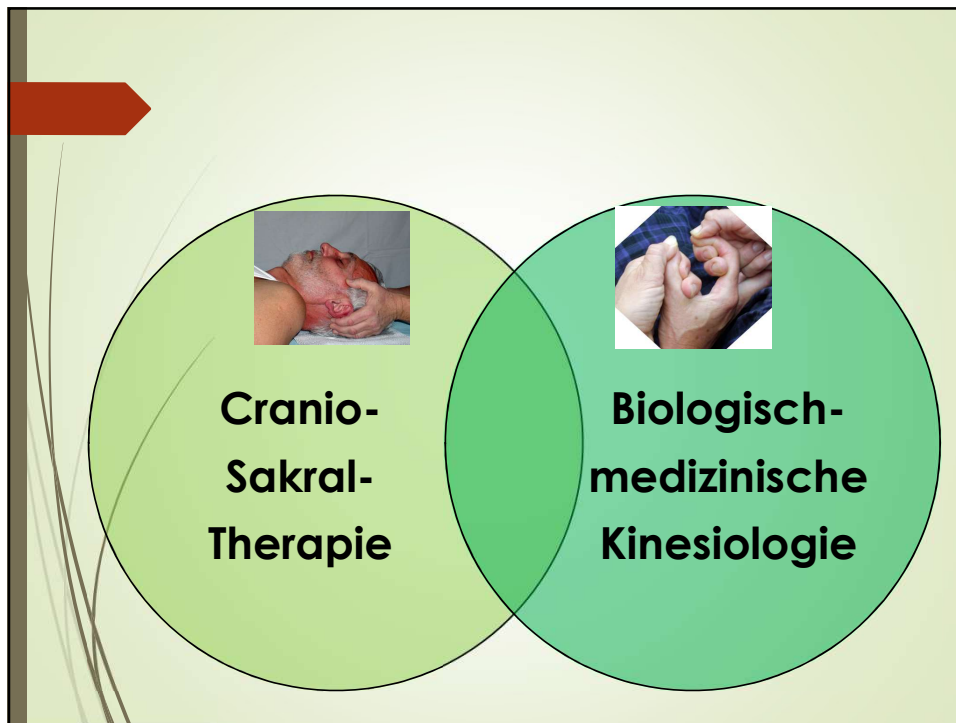 Cranio-
Sakral-
Therapie
Biologisch-
medizinische
Kinesiologie